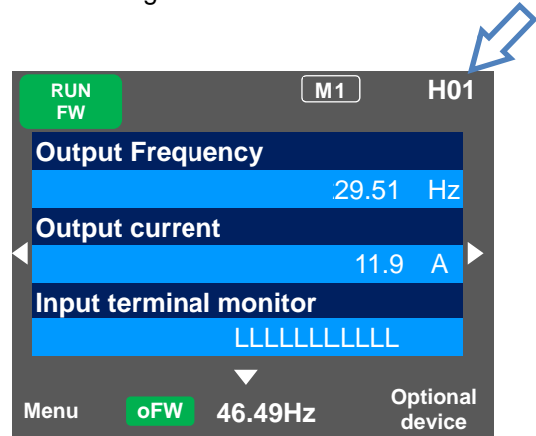 RUN
FW
M1
H01
Output Frequency
29.51 Hz
Output current
11.9 A
Input terminal monitor
LLLLLLLLLLL
Menu
oFW
46.49Hz
Optional
device